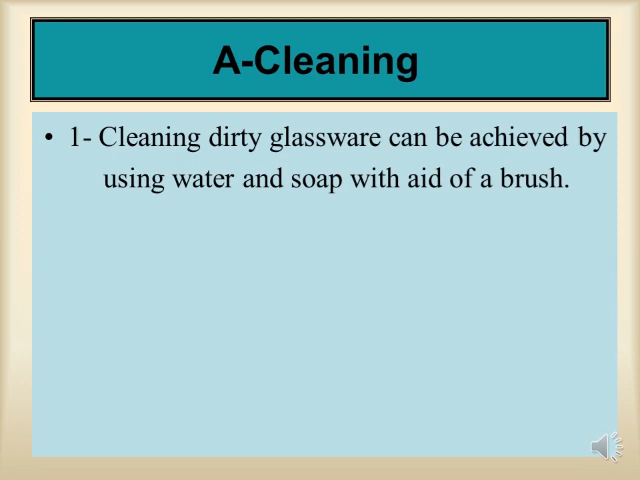 A-Cleaning
• 1- Cleaning dirty glassware can be achieved by
using water and soap with aid of a brush.